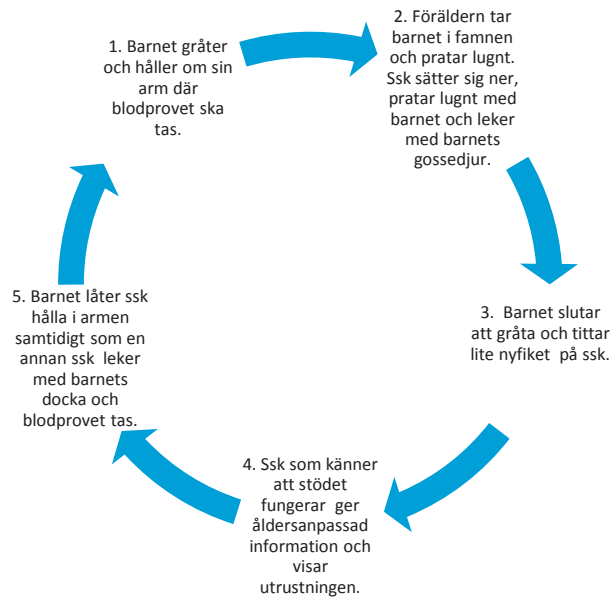 1. Barnet gråter
och håller om sin
arm där
blodprovet ska
tas.
2. Föräldern tar
barnet i famnen
och pratar lugnt.
Ssk sätter sig ner,
pratar lugnt med
barnet och leker
med barnets
gossedjur.
3. Barnet slutar
att gråta och tittar
lite nyfiket på ssk.
4. Ssk som känner
att stödet
fungerar ger
åldersanpassad
information och
visar
utrustningen.
5. Barnet låter ssk
hålla i armen
samtidigt som en
annan ssk leker
med barnets
docka och
blodprovet tas.